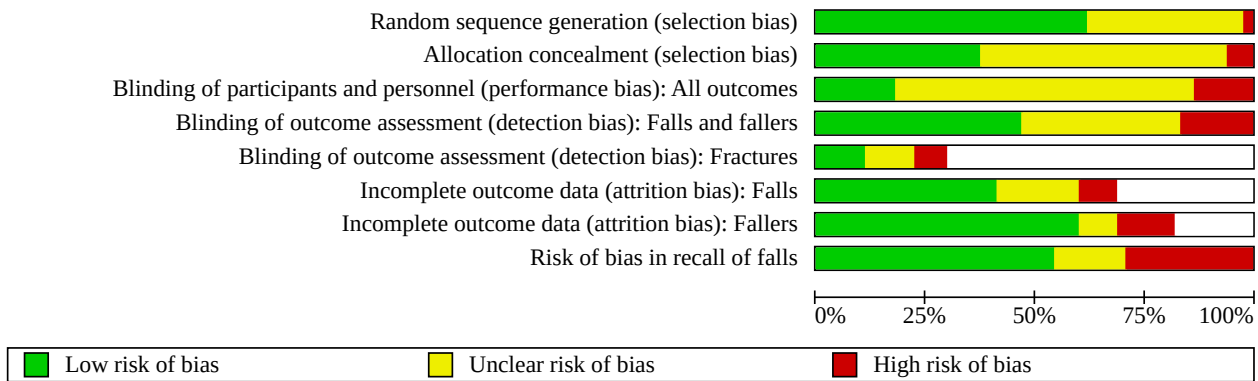 Random sequence generation (selection bias)
Allocation concealment (selection bias)
Blinding of participants and personnel (performance bias): All outcomes
Blinding of outcome assessment (detection bias): Falls and fallers
Blinding of outcome assessment (detection bias): Fractures
Incomplete outcome data (attrition bias): Falls
Incomplete outcome data (attrition bias): Fallers
Risk of bias in recall of falls
0% 25% 50% 75% 100%
Low risk of bias Unclear risk of bias High risk of bias